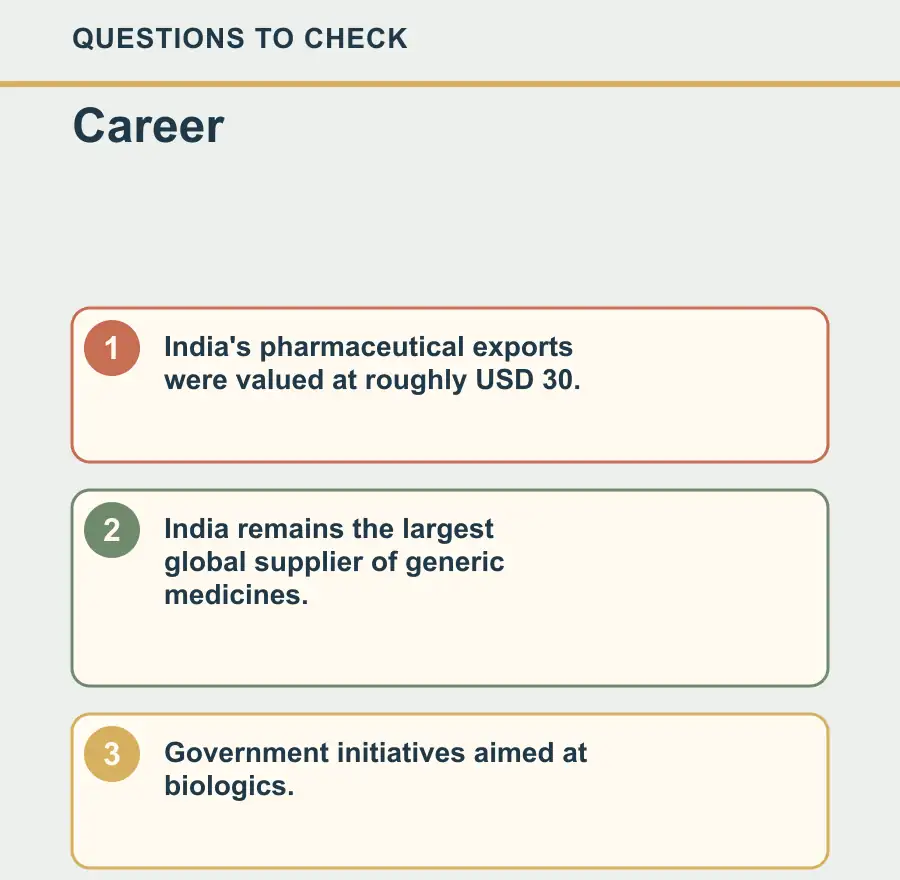 QUESTIONS TO CHECK
Career
1
India's pharmaceutical exports
were valued at roughly USD 30.
2
India remains the largest
global supplier of generic
medicines.
3
Government initiatives aimed at
biologics.